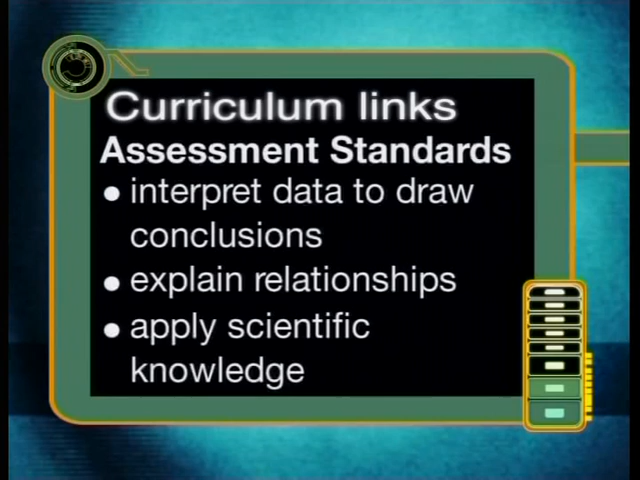 Curriculum links
Assessment Standards
• interpret data to draw
conclusions
• explain relationships
• apply scientific
knowledge